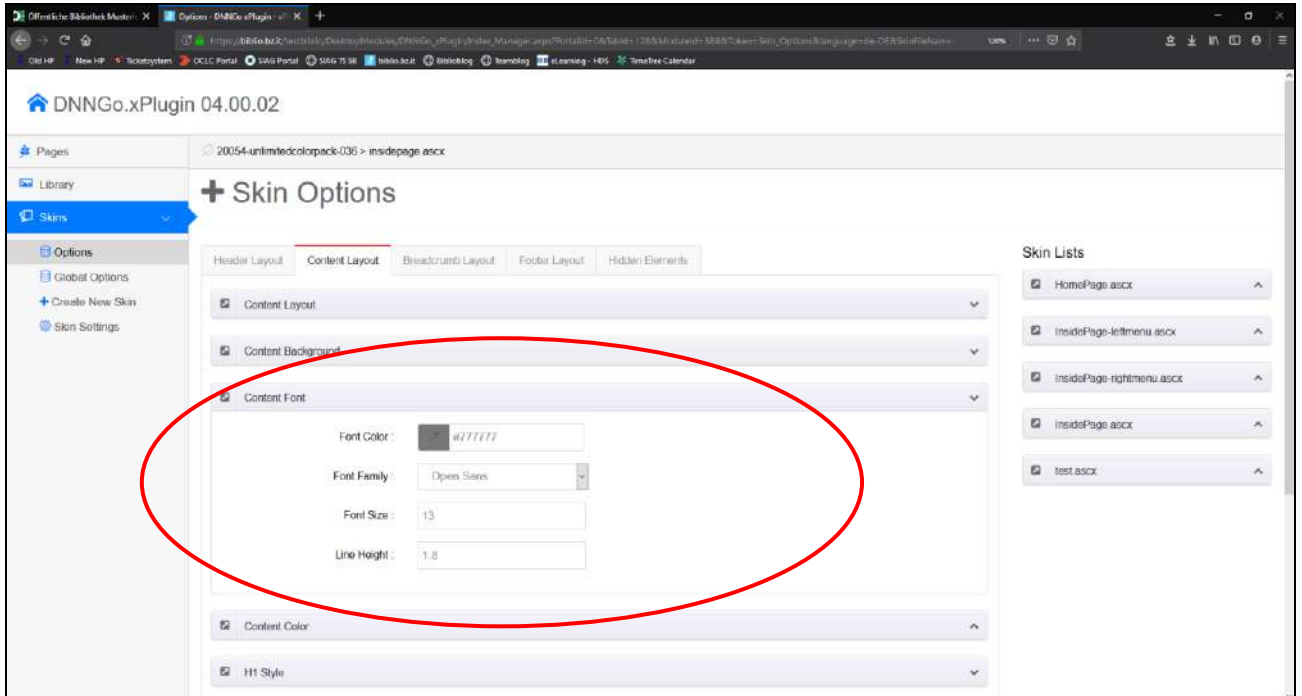 Öffentliche Bibliothek
Options - DNNGo xPlugin
biblio.bz.it
Old HP New HP Ticketsystem OCLC Portal SIAG Portal SIAG TS SE biblio.bz.it Biblioblog Teamblog eLearning - HDS TimeTree Calendar
DNNGo.xPlugin 04.00.02
Pages
20054-unlimitedcolorpack-036 > insidepage.ascx
Library
Skin Options
Skins
Options
Global Options
Create New Skin
Skin Settings
Header Layout Content Layout Breadcrumb Layout Footer Layout Hidden Elements
Content Layout
Content Background
Content Font
Font Color : #777777
Font Family : Open Sans
Font Size : 13
Line Height : 1.8
Content Color
H1 Style
Skin Lists
HomePage.ascx
InsidePage-leftmenu.ascx
InsidePage-rightmenu.ascx
InsidePage.ascx
test.ascx